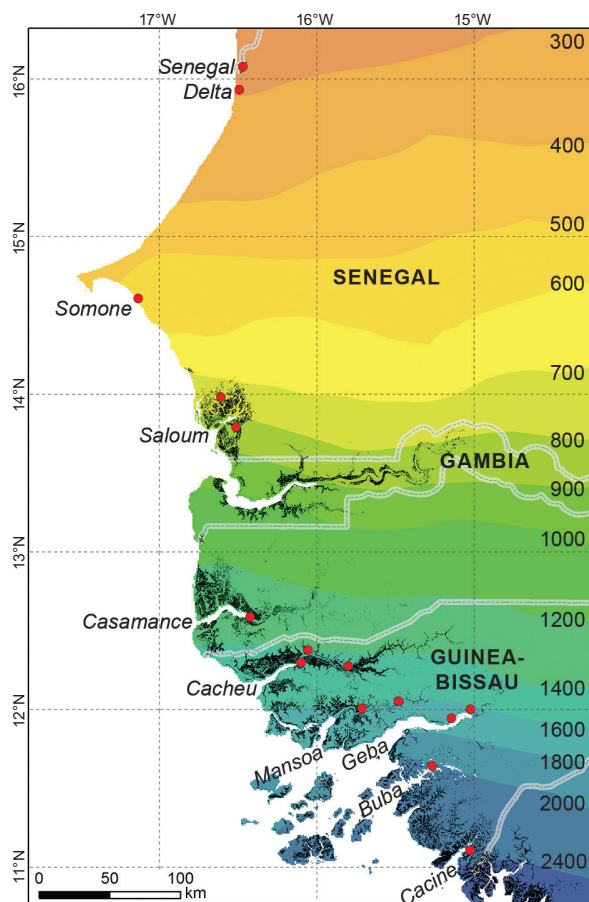 17°W 16°W 15°W
300
Senegal
Delta
16°N
400
500
15°N
SENEGAL
600
Somone
700
14°N
Saloum
800
GAMBIA
900
1000
13°N
1200
Casamance
GUINEA-
BISSAU
Cacheu
1400
12°N
1600
Mansoa
Geba
1800
Buba
2000
11°N
2400
Cacine
0 50 100
km